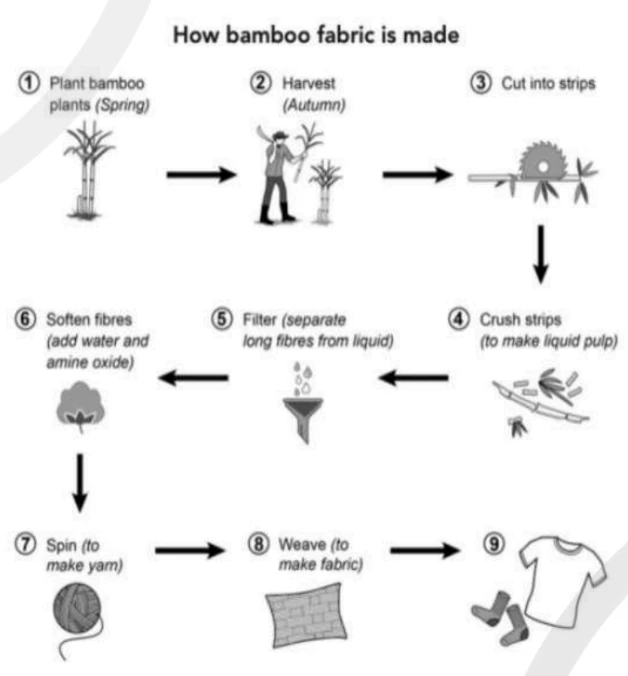 How bamboo fabric is made
1 Plant bamboo
plants (Spring)
2 Harvest
(Autumn)
3 Cut into strips
4 Crush strips
(to make liquid pulp)
5 Filter (separate
long fibres from liquid)
6 Soften fibres
(add water and
amine oxide)
7 Spin (to
make yarn)
8 Weave (to
make fabric)
9